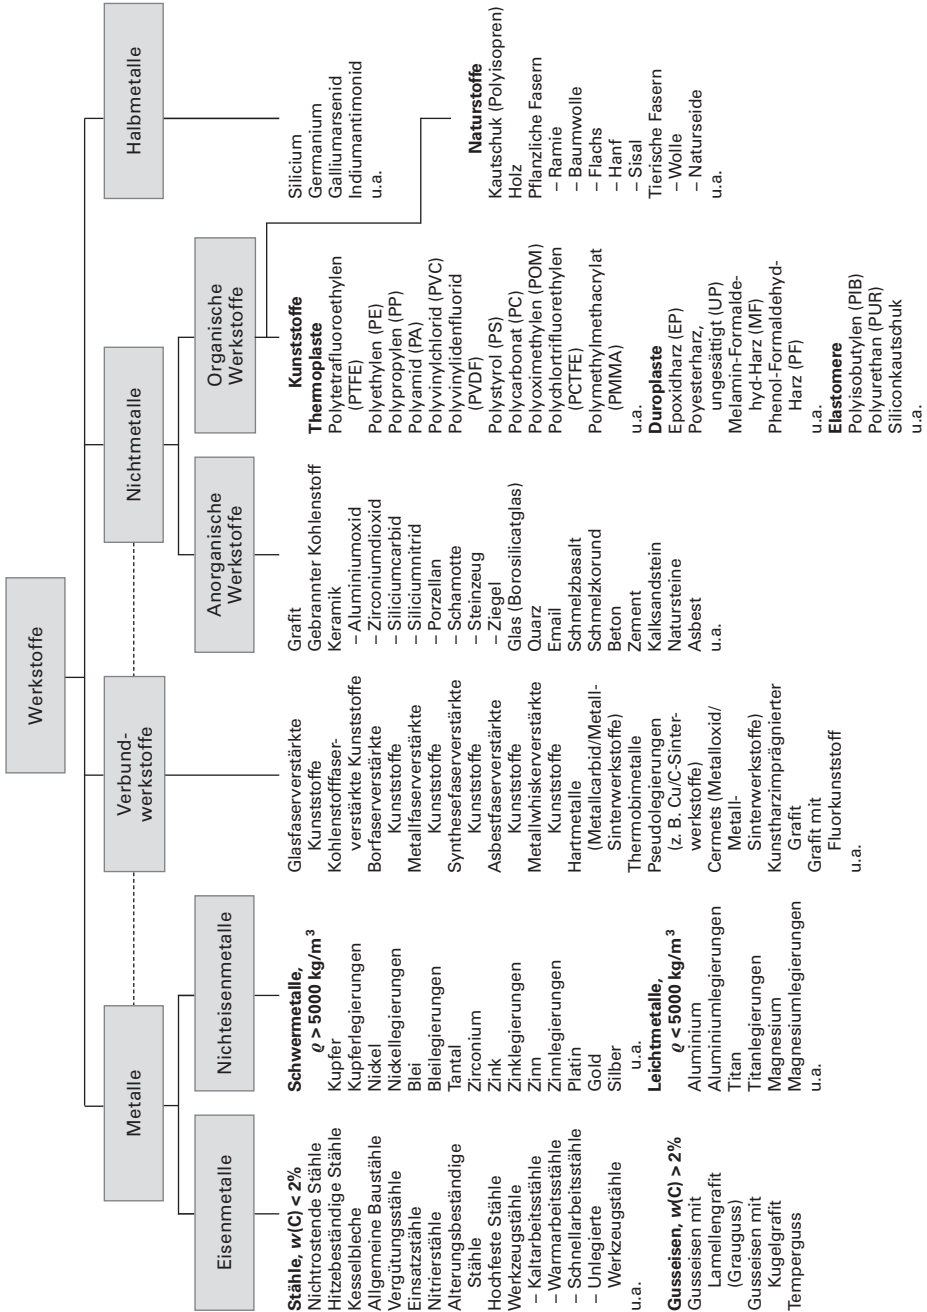 Werkstoffe
Metalle
Verbund-
werkstoffe
Nichtmetalle
Halbmetalle
Eisenmetalle
Nichteisenmetalle
Anorganische
Werkstoffe
Organische
Werkstoffe
Stähle, w(C) < 2%
Nichtrostende Stähle
Hitzebeständige Stähle
Kesselbleche
Allgemeine Baustähle
Vergütungsstähle
Einsatzstähle
Nitrierstähle
Alterungsbeständige
Stähle
Hochfeste Stähle
Werkzeugstähle
– Kaltarbeitsstähle
– Warmarbeitsstähle
– Schnellarbeitsstähle
– Unlegierte
Werkzeugstähle
u.a.
Gusseisen, w(C) > 2%
Gusseisen mit
Lamellengrafit
(Grauguss)
Gusseisen mit
Kugelgrafit
Temperguss
Schwermetalle,
ϱ > 5000 kg/m³
Kupfer
Kupferlegierungen
Nickel
Nickellegierungen
Blei
Bleilegierungen
Tantal
Zirconium
Zink
Zinklegierungen
Zinn
Zinnlegierungen
Platin
Gold
Silber
u.a.
Leichtmetalle,
ϱ < 5000 kg/m³
Aluminium
Aluminiumlegierungen
Titan
Titanlegierungen
Magnesium
Magnesiumlegierungen
u.a.
Glasfaserverstärkte
Kunststoffe
Kohlenstofffaser-
verstärkte Kunststoffe
Borfaserverstärkte
Kunststoffe
Metallfaserverstärkte
Kunststoffe
Synthesefaserverstärkte
Kunststoffe
Asbestfaserverstärkte
Kunststoffe
Metallwhiskerverstärkte
Kunststoffe
Hartmetalle
(Metallcarbid/Metall-
Sinterwerkstoffe)
Thermobimetalle
Pseudolegierungen
(z. B. Cu/C-Sinter-
werkstoffe)
Cermets (Metalloxid/
Metall-
Sinterwerkstoffe)
Kunstharzimprägnierter
Grafit
Grafit mit
Fluorkunststoff
u.a.
Grafit
Gebrannter Kohlenstoff
Keramik
– Aluminiumoxid
– Zirconiumdioxid
– Siliciumcarbid
– Siliciumnitrid
– Porzellan
– Schamotte
– Steinzeug
– Ziegel
Glas (Borosilicatglas)
Quarz
Email
Schmelzbasalt
Schmelzkorund
Beton
Zement
Kalksandstein
Natursteine
Asbest
u.a.
Kunststoffe
Thermoplaste
Polytetrafluoroethylen
(PTFE)
Polyethylen (PE)
Polypropylen (PP)
Polyamid (PA)
Polyvinylchlorid (PVC)
Polyvinylidenfluorid
(PVDF)
Polystyrol (PS)
Polycarbonat (PC)
Polyoximethylen (POM)
Polychlortrifluorethylen
(PCTFE)
Polymethylmethacrylat
(PMMA)
u.a.
Duroplaste
Epoxidharz (EP)
Poyesterharz,
ungesättigt (UP)
Melamin-Formalde-
hyd-Harz (MF)
Phenol-Formaldehyd-
Harz (PF)
u.a.
Elastomere
Polyisobutylen (PIB)
Polyurethan (PUR)
Siliconkautschuk
u.a.
Silicium
Germanium
Galliumarsenid
Indiumantimonid
u.a.
Naturstoffe
Kautschuk (Polyisopren)
Holz
Pflanzliche Fasern
– Ramie
– Baumwolle
– Flachs
– Hanf
– Sisal
Tierische Fasern
– Wolle
– Naturseide
u.a.